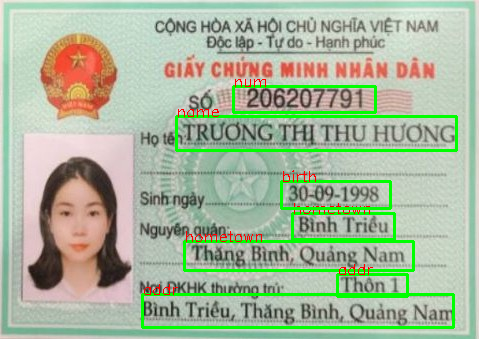 CỘNG HÒA XÃ HỘI CHỦ NGHĨA VIỆT NAM
Độc lập - Tự do - Hạnh phúc
GIẤY CHỨNG MINH NHÂN DÂN
num
SỐ 206207791
name
Họ tên: TRƯƠNG THỊ THU HƯƠNG
birth
Sinh ngày 30-09-1998
hometown
Nguyên quán: Bình Triều
hometown
Thăng Bình, Quảng Nam
addr
Nơi ĐKHK thường trú: Thôn 1
addr
Bình Triều, Thăng Bình, Quảng Nam
VIỆT NAM